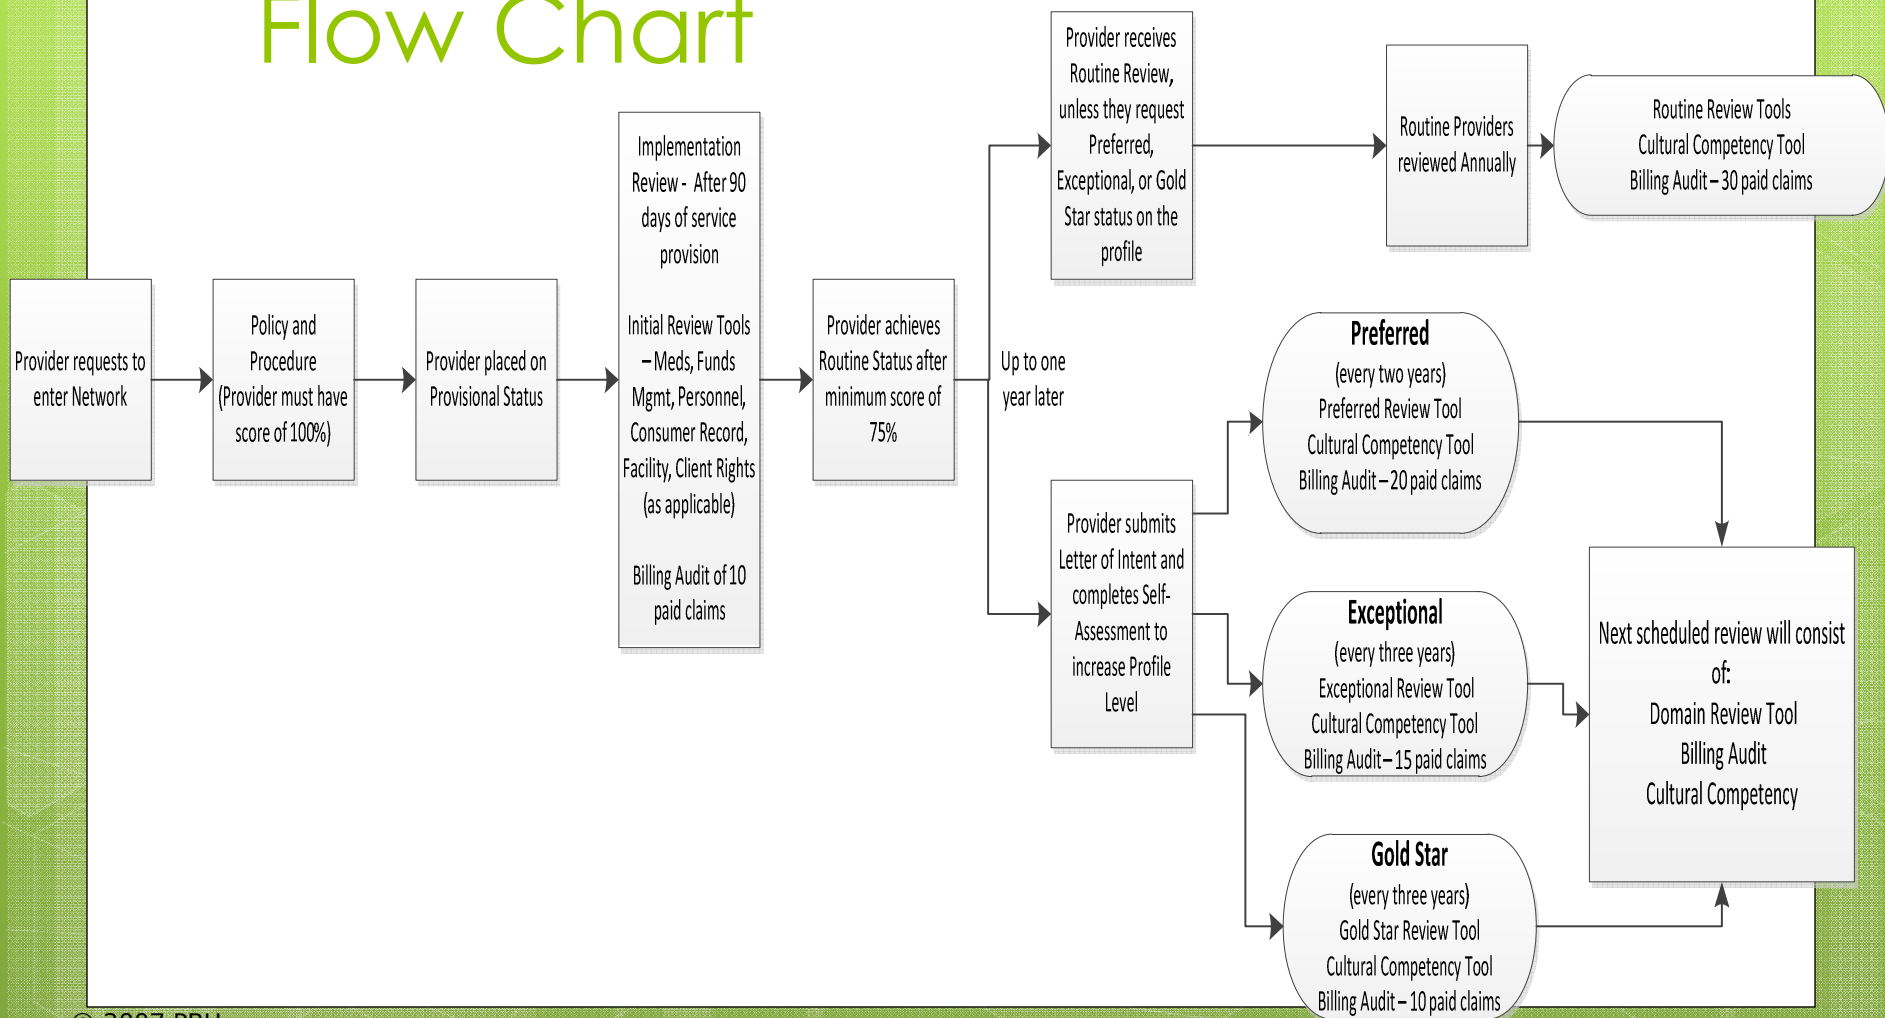 Flow Chart
Provider requests to
enter Network
Policy and
Procedure
(Provider must have
score of 100%)
Provider placed on
Provisional Status
Implementation
Review - After 90
days of service
provision
Initial Review Tools
– Meds, Funds
Mgmt, Personnel,
Consumer Record,
Facility, Client Rights
(as applicable)
Billing Audit of 10
paid claims
Provider achieves
Routine Status after
minimum score of
75%
Up to one
year later
Provider receives
Routine Review,
unless they request
Preferred,
Exceptional, or Gold
Star status on the
profile
Routine Providers
reviewed Annually
Routine Review Tools
Cultural Competency Tool
Billing Audit – 30 paid claims
Provider submits
Letter of Intent and
completes Self-
Assessment to
increase Profile
Level
Preferred
(every two years)
Preferred Review Tool
Cultural Competency Tool
Billing Audit – 20 paid claims
Exceptional
(every three years)
Exceptional Review Tool
Cultural Competency Tool
Billing Audit – 15 paid claims
Gold Star
(every three years)
Gold Star Review Tool
Cultural Competency Tool
Billing Audit – 10 paid claims
Next scheduled review will consist
of:
Domain Review Tool
Billing Audit
Cultural Competency